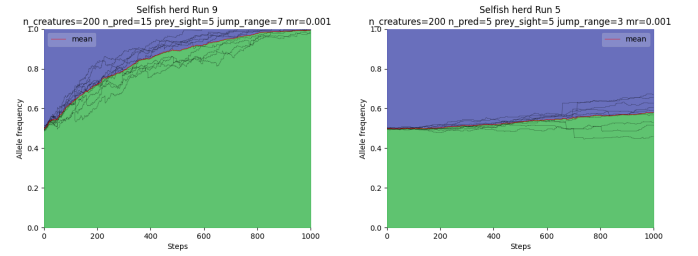 Selfish herd Run 9
n_creatures=200 n_pred=15 prey_sight=5 jump_range=7 mr=0.001
1.0
0.8
0.6
0.4
0.2
0.0
Allele frequency
mean
0
200
400
600
800
1000
Steps
Selfish herd Run 5
n_creatures=200 n_pred=5 prey_sight=5 jump_range=3 mr=0.001
1.0
0.8
0.6
0.4
0.2
0.0
Allele frequency
mean
0
200
400
600
800
1000
Steps